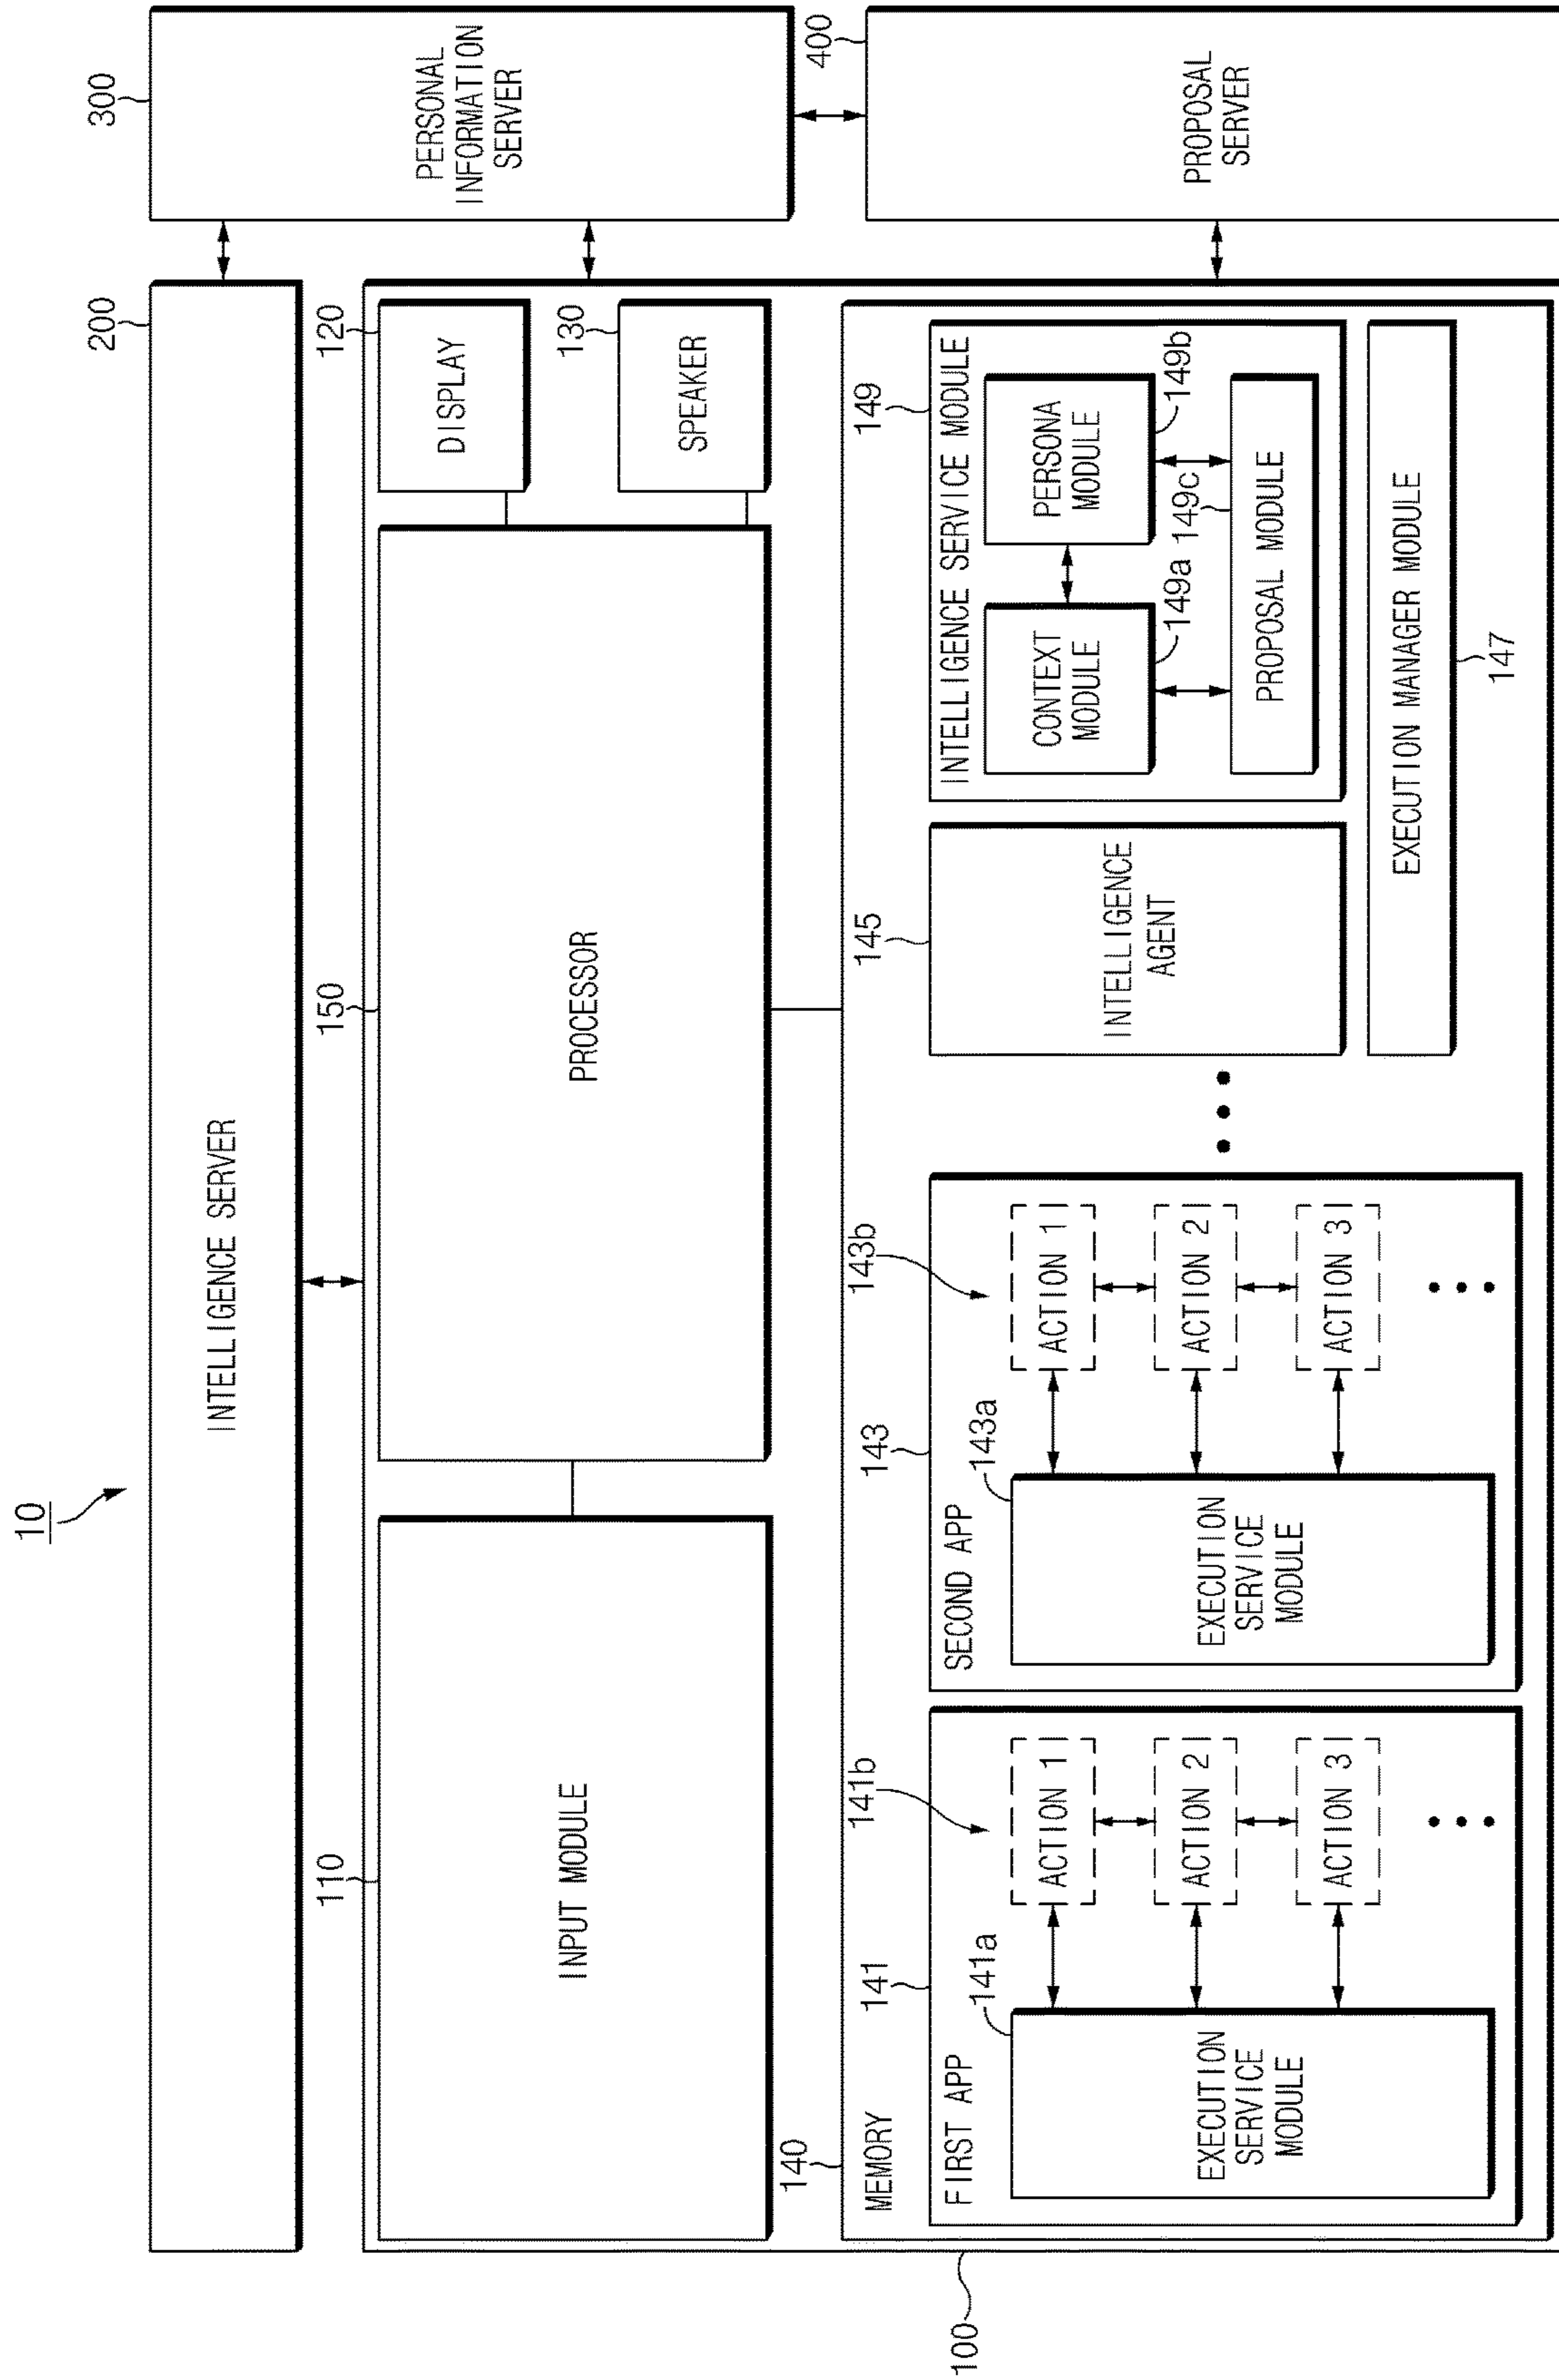 10
200
INTELLIGENCE SERVER
300
PERSONAL
INFORMATION
SERVER
100
110
INPUT MODULE
150
PROCESSOR
120
DISPLAY
130
SPEAKER
140
MEMORY
141
FIRST APP
141a
EXECUTION
SERVICE
MODULE
141b
ACTION 1
ACTION 2
ACTION 3
143
SECOND APP
143a
EXECUTION
SERVICE
MODULE
143b
ACTION 1
ACTION 2
ACTION 3
145
INTELLIGENCE
AGENT
149
INTELLIGENCE SERVICE MODULE
CONTEXT
MODULE
149a
PERSONA
MODULE
149b
149c
PROPOSAL MODULE
EXECUTION MANAGER MODULE
147
400
PROPOSAL
SERVER